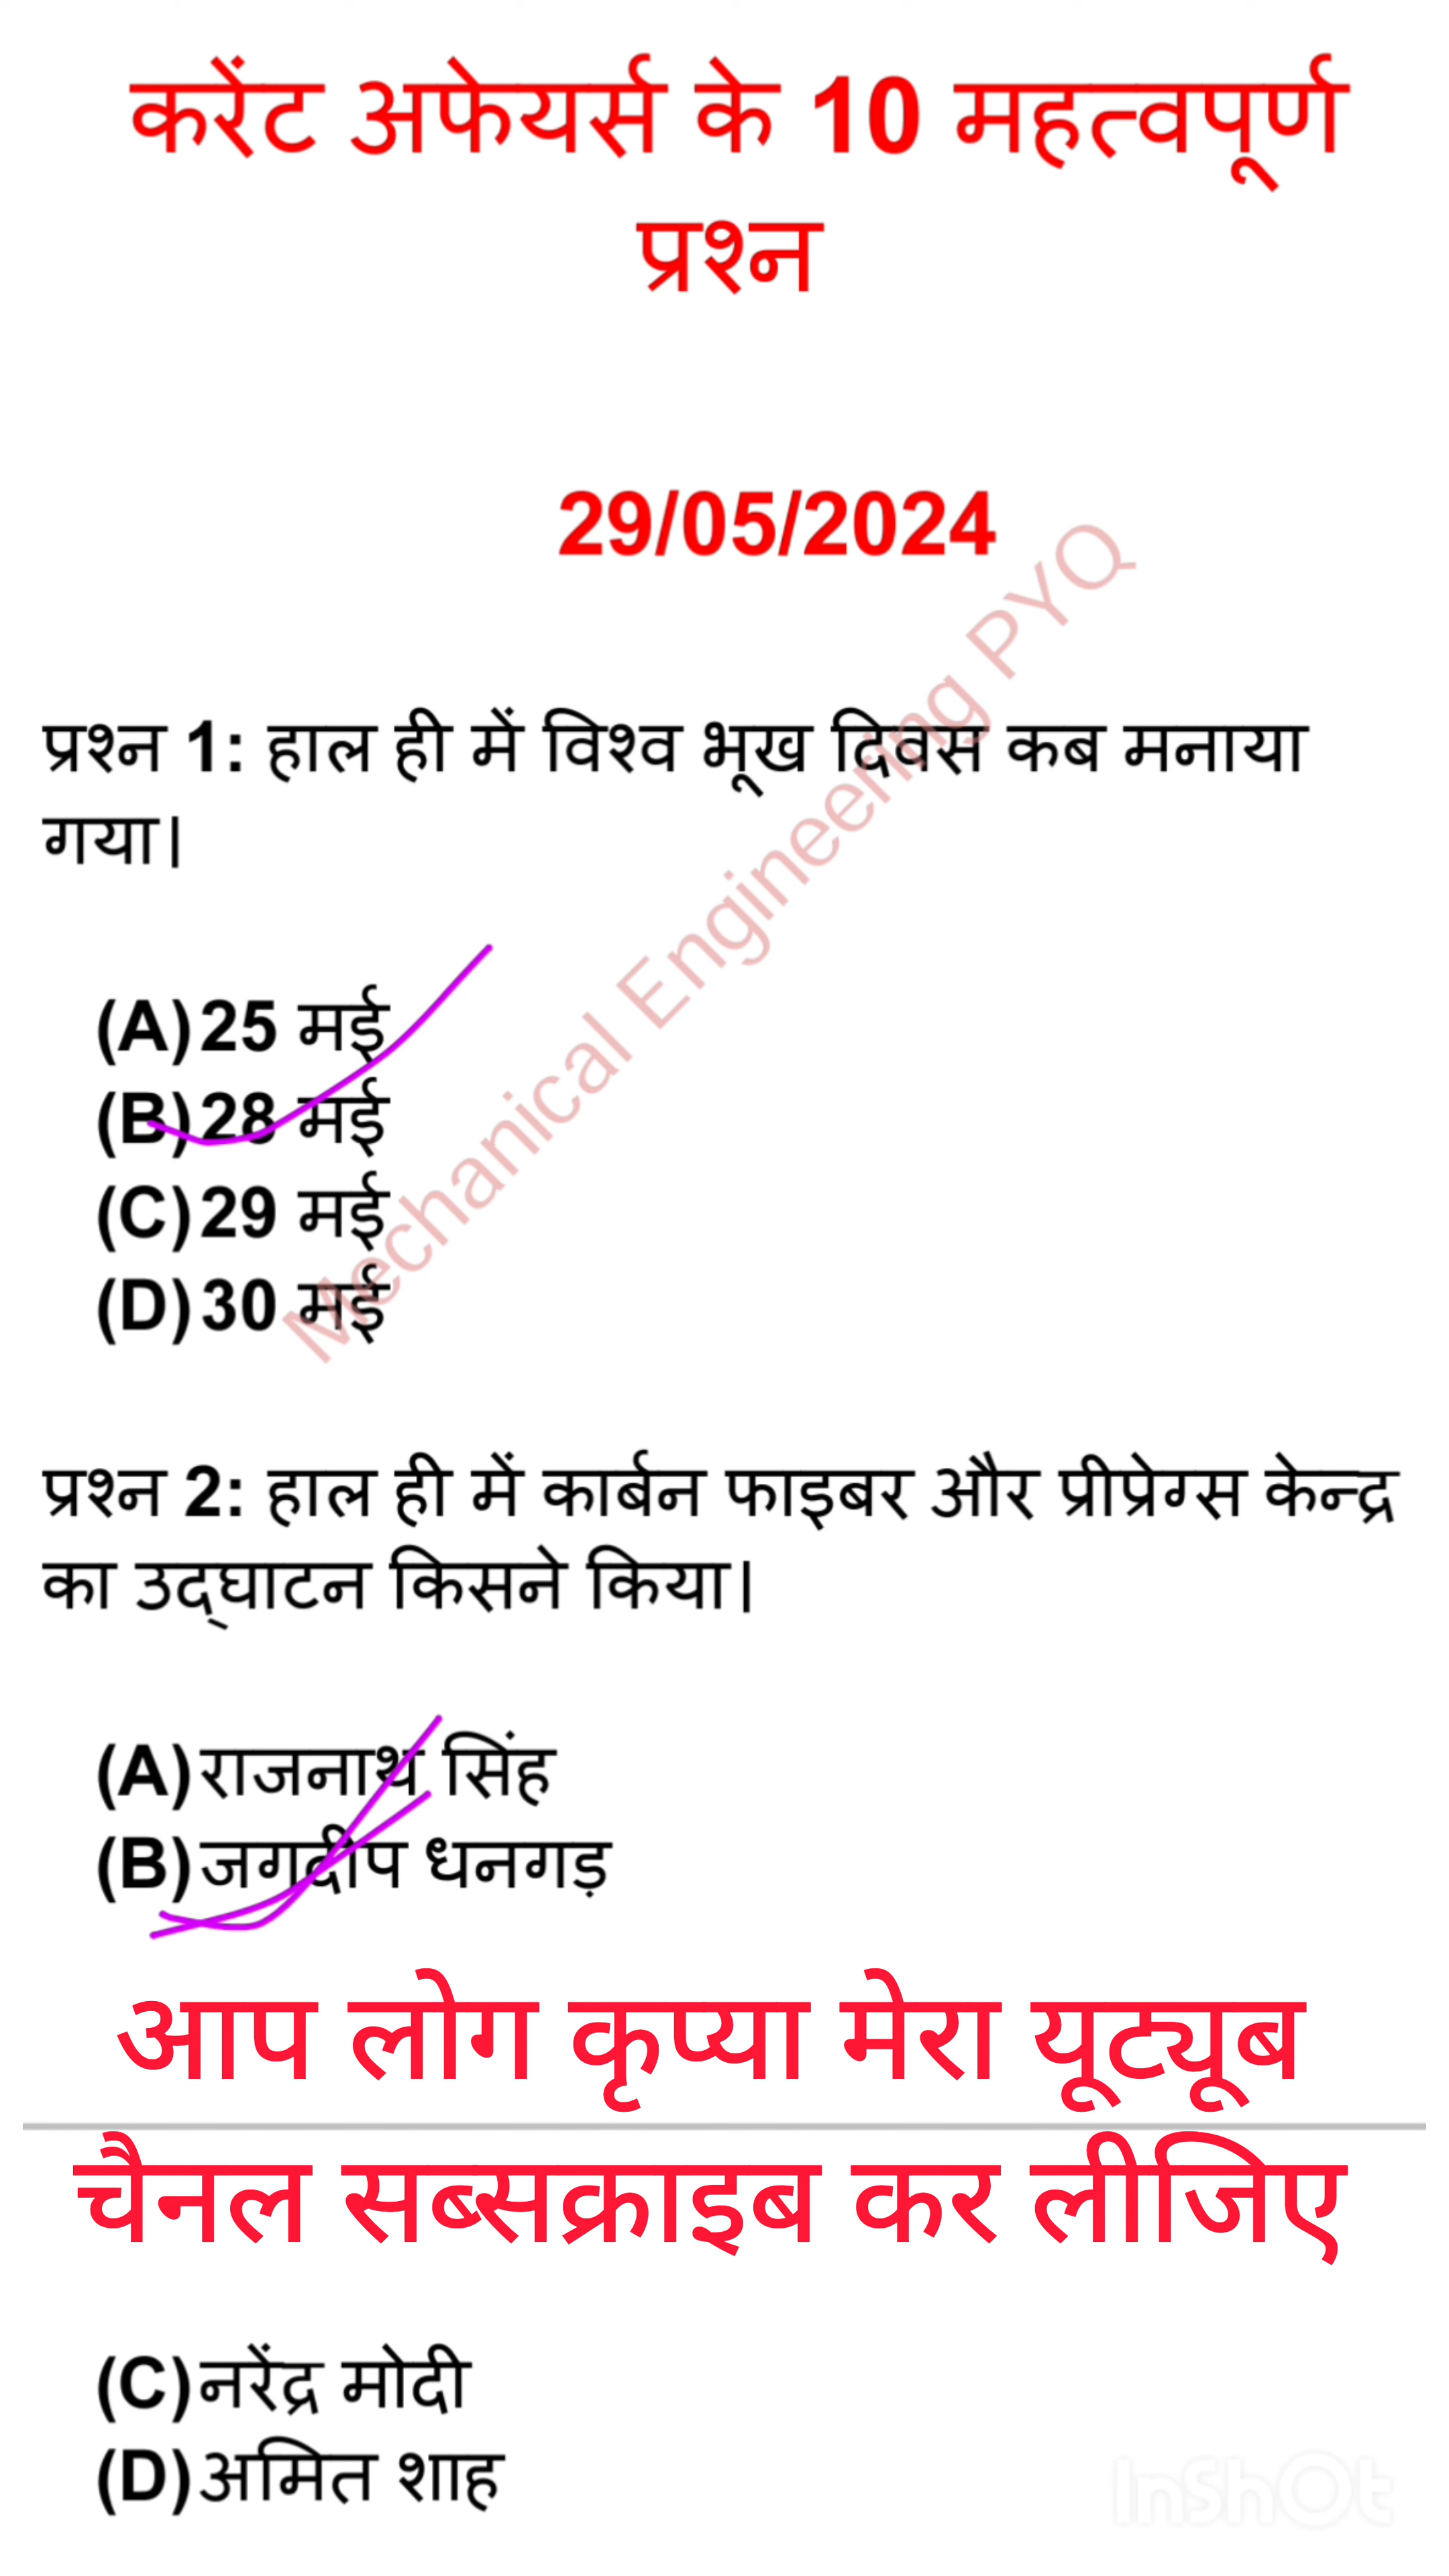 करेंट अफेयर्स के 10 महत्वपूर्ण
प्रश्न
29/05/2024
Mechanical Engineering PYQ
प्रश्न 1: हाल ही में विश्व भूख दिवस कब मनाया
गया।
(A) 25 मई
(B) 28 मई
(C) 29 मई
(D) 30 मई
प्रश्न 2: हाल ही में कार्बन फाइबर और प्रीप्रेग्स केन्द्र
का उद्घाटन किसने किया।
(A) राजनाथ सिंह
(B) जगदीप धनगड़
आप लोग कृप्या मेरा यूट्यूब
चैनल सब्सक्राइब कर लीजिए
(C) नरेंद्र मोदी
(D) अमित शाह
InShOt